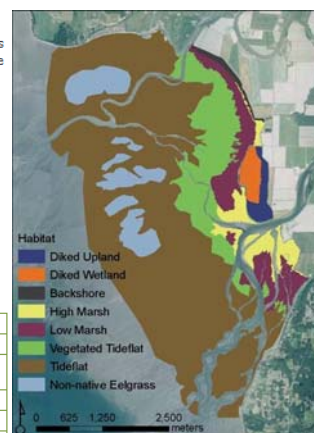 s
e
Habitat
Diked Upland
Diked Wetland
Backshore
High Marsh
Low Marsh
Vegetated Tideflat
Tideflat
Non-native Eelgrass
0 625 1,250 2,500
meters